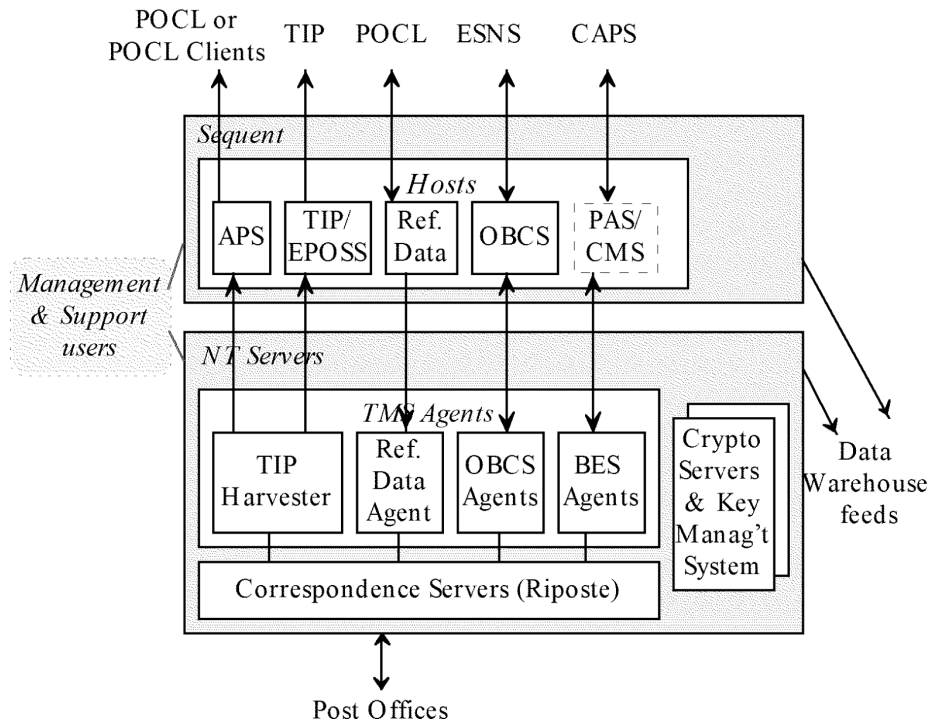 POCL or
POCL Clients
TIP
POCL
ESNS
CAPS
Sequent
Hosts
APS
TIP/
EPOSS
Ref.
Data
OBCS
PAS/
CMS
Management
& Support
users
NT Servers
TMS Agents
TIP
Harvester
Ref.
Data
Agent
OBCS
Agents
BES
Agents
Crypto
Servers
& Key
Manag't
System
Data
Warehouse
feeds
Correspondence Servers (Riposte)
Post Offices